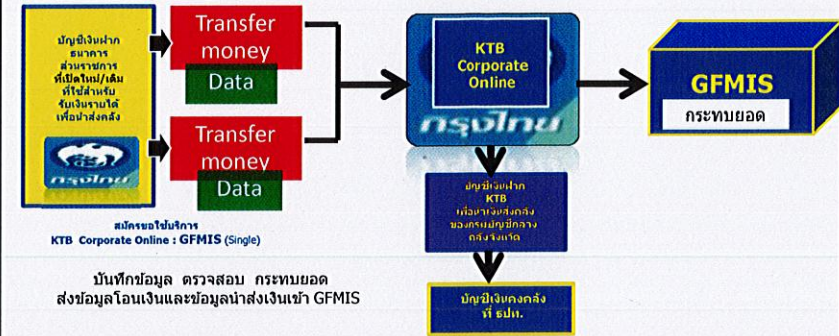 บัญชีเงินฝาก
ธนาคาร
ส่วนราชการ
ที่เปิดใหม่/เดิม
ที่ใช้สำหรับ
รับเงินรายได้
เพื่อนำส่งคลัง
กรุงไทย
Transfer
money
Data
Transfer
money
Data
KTB
Corporate
Online
กรุงไทย
GFMIS
กระทบยอด
บัญชีเงินฝาก
KTB
เพื่อนำเงินส่งคลัง
ของกรมบัญชีกลาง
คลังจังหวัด
บัญชีเงินคงคลัง
ที่ ธปท.
สมัครขอใช้บริการ
KTB Corporate Online : GFMIS (Single)
บันทึกข้อมูล ตรวจสอบ กระทบยอด
ส่งข้อมูลโอนเงินและข้อมูลนำส่งเงินเข้า GFMIS